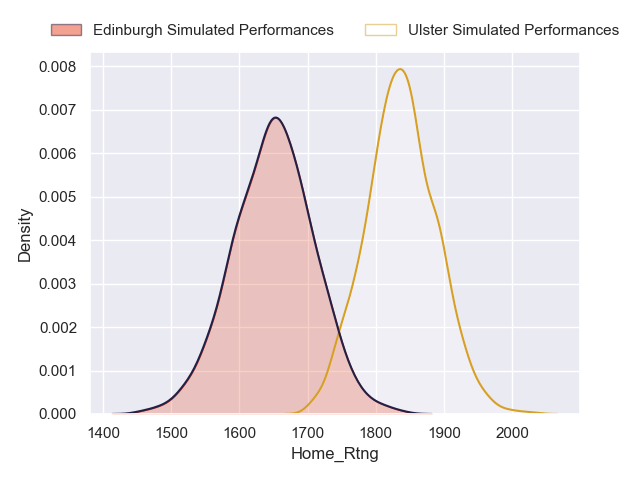 Edinburgh Simulated Performances Ulster Simulated Performances
0.008
0.007
0.006
0.005
0.004
0.003
0.002
0.001
0.000
Density
1400 1500 1600 1700 1800 1900 2000
Home_Rtng